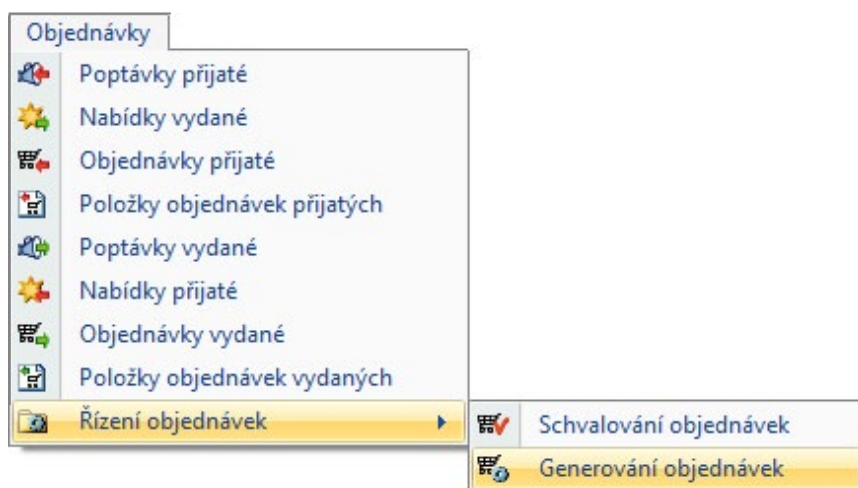 Objednávky
Poptávky přijaté
Nabídky vydané
Objednávky přijaté
Položky objednávek přijatých
Poptávky vydané
Nabídky přijaté
Objednávky vydané
Položky objednávek vydaných
Řízení objednávek
Schvalování objednávek
Generování objednávek